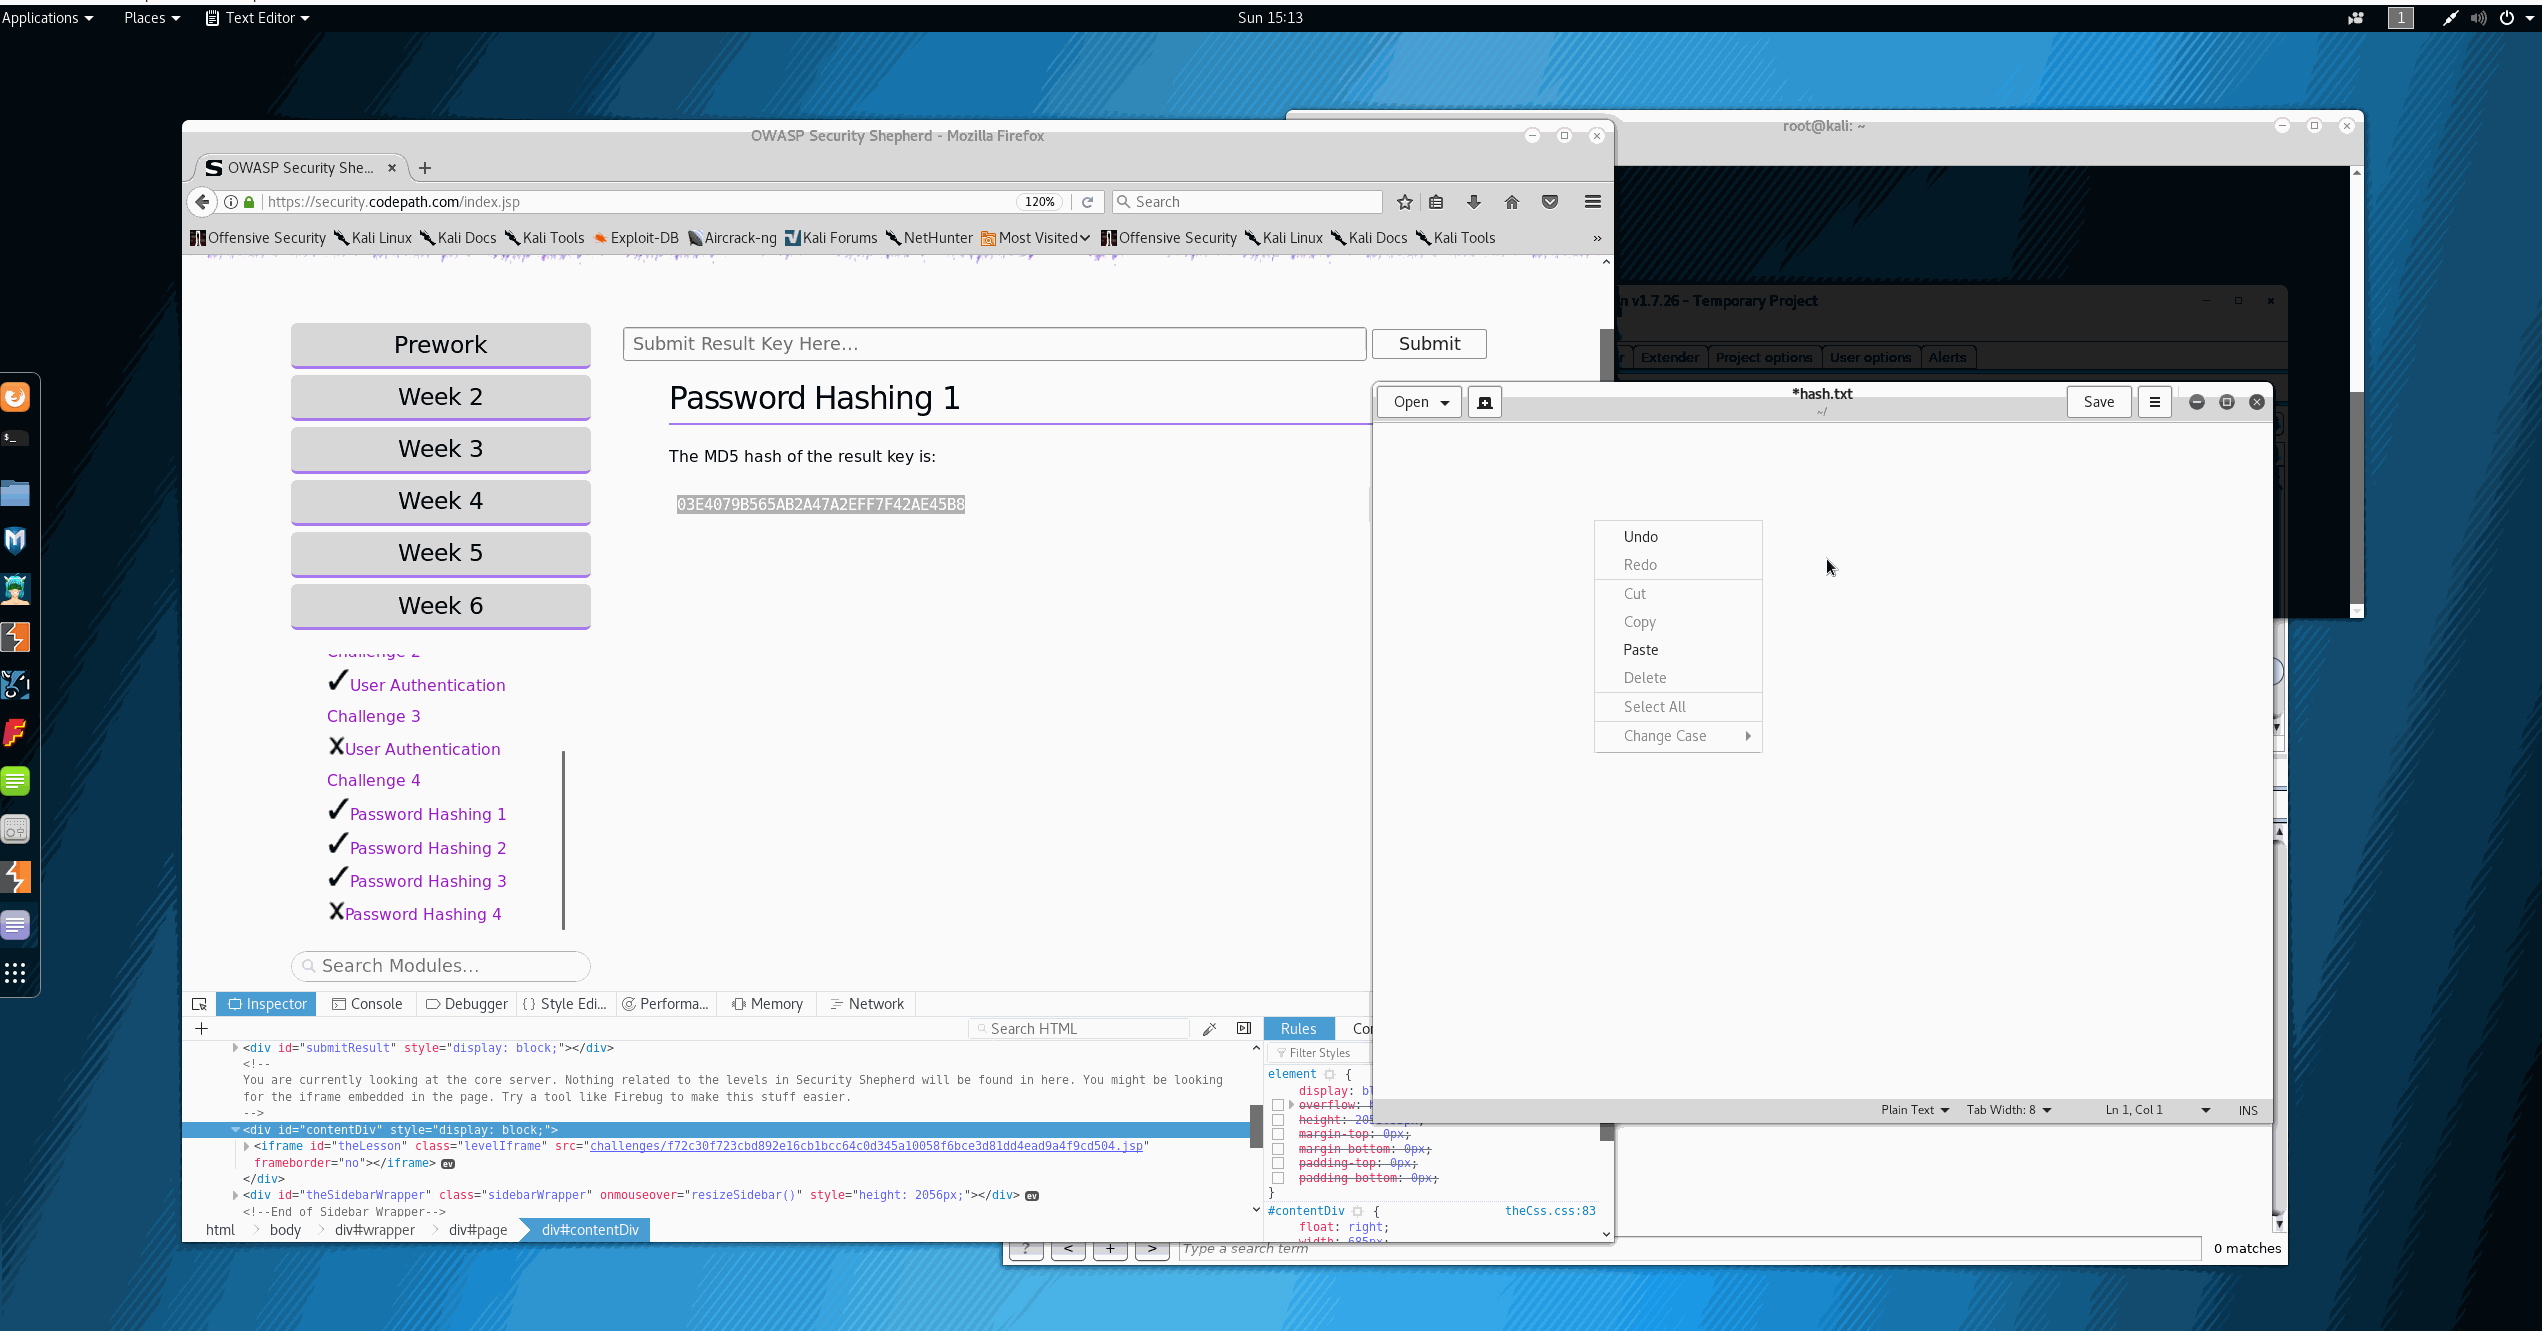 Applications Places Text Editor Sun 15:13 1
root@kali: ~
OWASP Security Shepherd - Mozilla Firefox
OWASP Security She...
https://security.codepath.com/index.jsp 120% Search
Offensive Security Kali Linux Kali Docs Kali Tools Exploit-DB Aircrack-ng Kali Forums NetHunter Most Visited Offensive Security Kali Linux Kali Docs Kali Tools »
v1.7.26 - Temporary Project
Extender Project options User options Alerts
Prework
Week 2
Week 3
Week 4
Week 5
Week 6
Challenge 2
User Authentication
Challenge 3
User Authentication
Challenge 4
Password Hashing 1
Password Hashing 2
Password Hashing 3
Password Hashing 4
Search Modules...
Submit Result Key Here... Submit
Password Hashing 1
The MD5 hash of the result key is:
03E4079B565AB2A47A2EFF7F42AE45B8
Open *hash.txt Save
~/
Undo
Redo
Cut
Copy
Paste
Delete
Select All
Change Case
Plain Text Tab Width: 8 Ln 1, Col 1 INS
Inspector Console Debugger Style Edi... Performa... Memory Network
Search HTML
<div id="submitResult" style="display: block;"></div>
<!--
You are currently looking at the core server. Nothing related to the levels in Security Shepherd will be found in here. You might be looking
for the iframe embedded in the page. Try a tool like Firebug to make this stuff easier.
-->
<div id="contentDiv" style="display: block;">
<iframe id="theLesson" class="levelIframe" src="challenges/f72c30f723cbd892e16cb1bcc64c0d345a10058f6bce3d81dd4ead9a4f9cd504.jsp"
frameborder="no"></iframe> ev
</div>
<div id="theSidebarWrapper" class="sidebarWrapper" onmouseover="resizeSidebar()" style="height: 2056px;"></div> ev
<!--End of Sidebar Wrapper-->
html body div#wrapper div#page div#contentDiv
Rules
Filter Styles
element {
display:
overflow:
height:
margin-top: 0px;
margin-bottom: 0px;
padding-top: 0px;
padding-bottom: 0px;
}
#contentDiv { theCss.css:83
float: right;
width: 685px;
? < + > Type a search term 0 matches